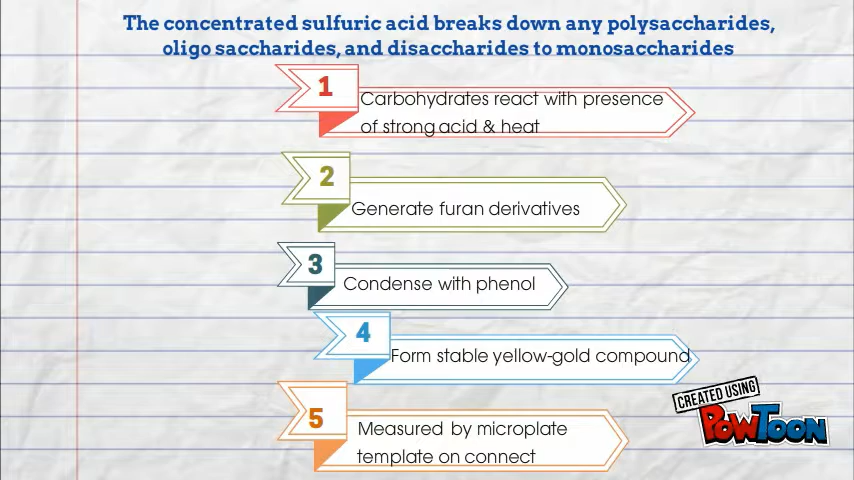 The concentrated sulfuric acid breaks down any polysaccharides,
oligo saccharides, and disaccharides to monosaccharides
1
Carbohydrates react with presence
of strong acid & heat
2
Generate furan derivatives
3
Condense with phenol
4
Form stable yellow-gold compound
5
Measured by microplate
template on connect
CREATED USING
POWTOON